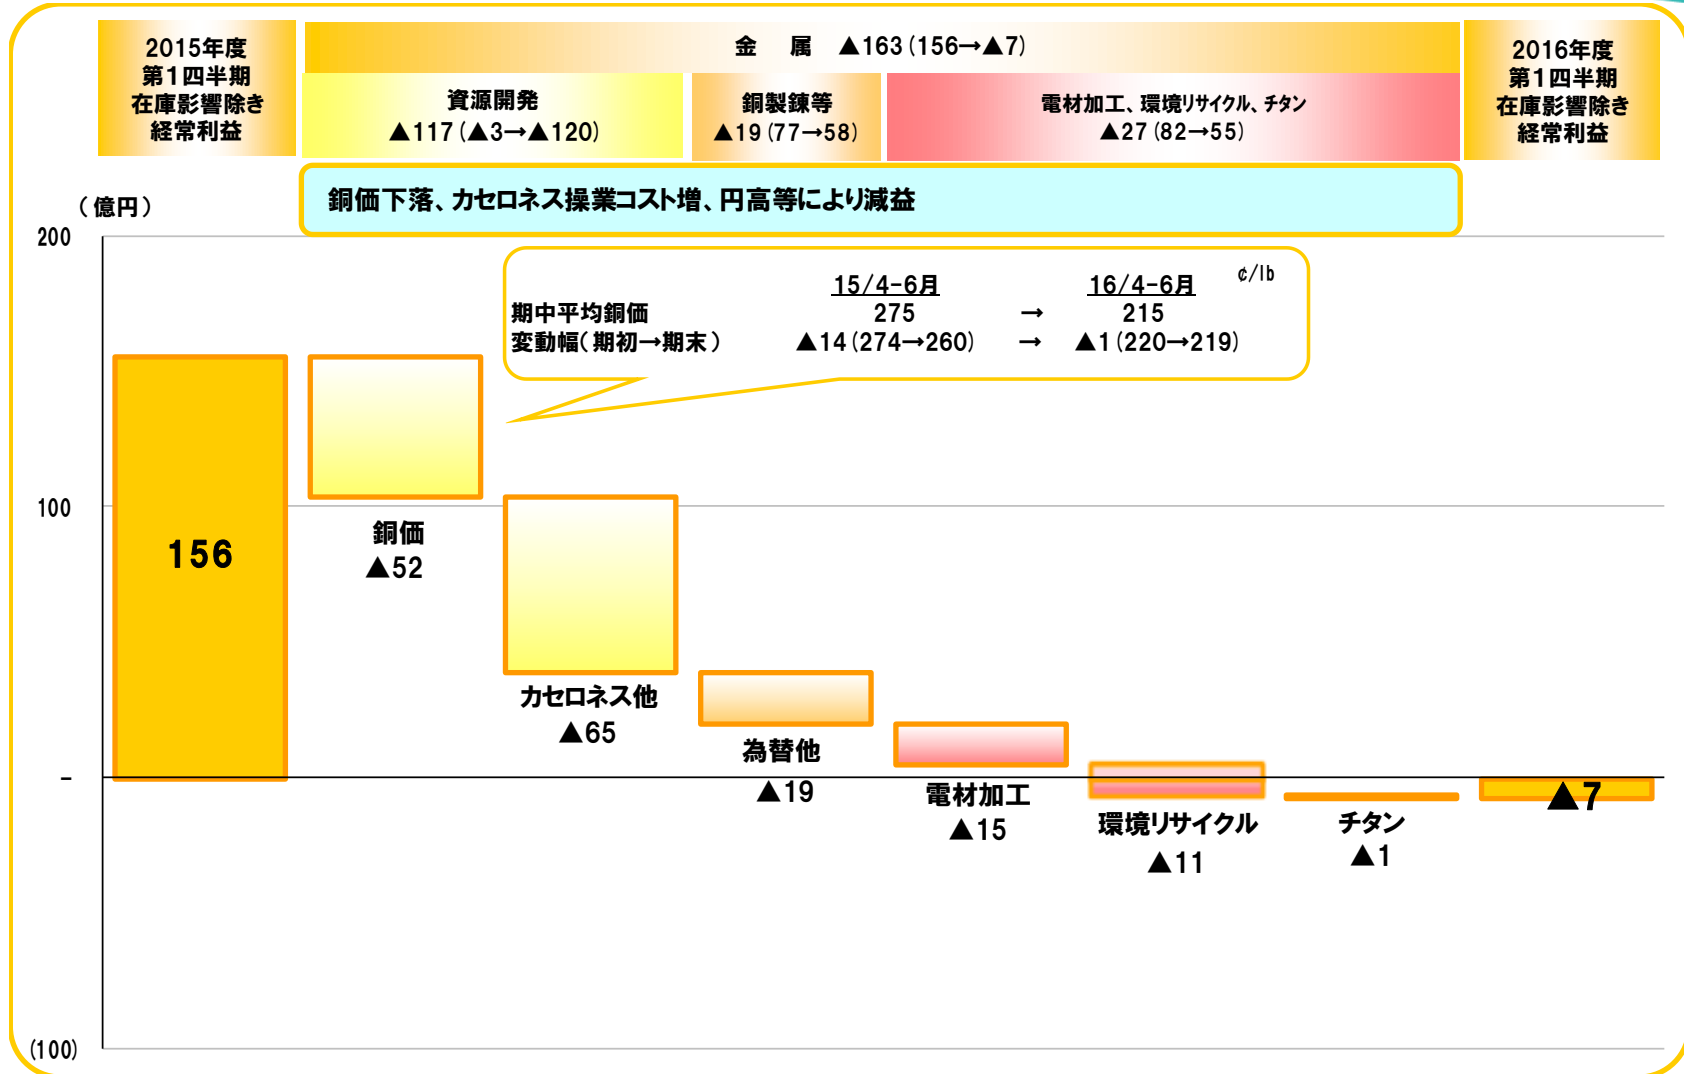 2015年度
第1四半期
在庫影響除き
経常利益
金 属 ▲163(156→▲7)
資源開発
▲117(▲3→▲120)
銅製錬等
▲19(77→58)
電材加工、環境リサイクル、チタン
▲27(82→55)
2016年度
第1四半期
在庫影響除き
経常利益
銅価下落、カセロネス操業コスト増、円高等により減益
(億円)
200
100
-
(100)
15/4-6月 16/4-6月 ¢/lb
期中平均銅価 275 → 215
変動幅(期初→期末) ▲14(274→260) → ▲1(220→219)
156
銅価
▲52
カセロネス他
▲65
為替他
▲19
電材加工
▲15
環境リサイクル
▲11
チタン
▲1
▲7